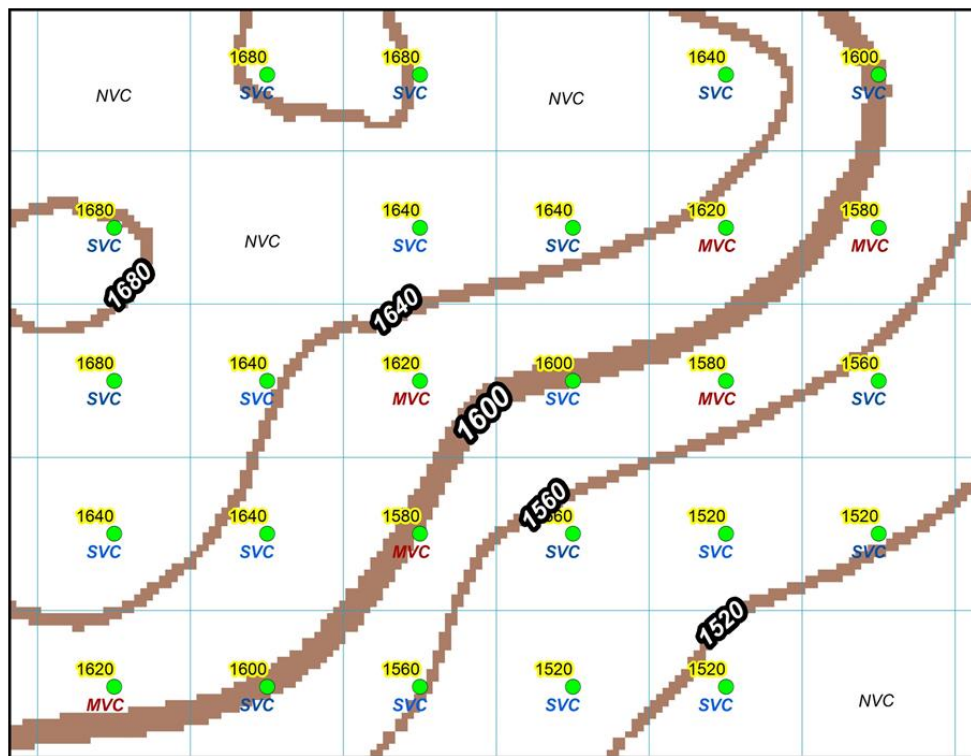 1680 1680 1640 1600
NVC SVC SVC NVC SVC SVC
1680 1640 1640 1620 1580
SVC NVC SVC SVC MVC MVC
1680
1640
1680 1640 1620 1600 1580 1560
SVC SVC MVC SVC MVC SVC
1600
1560
1640 1640 1580 560 1520 1520
SVC SVC MVC SVC SVC SVC
1520
1620 1600 1560 1520 1520
MVC SVC SVC SVC SVC NVC